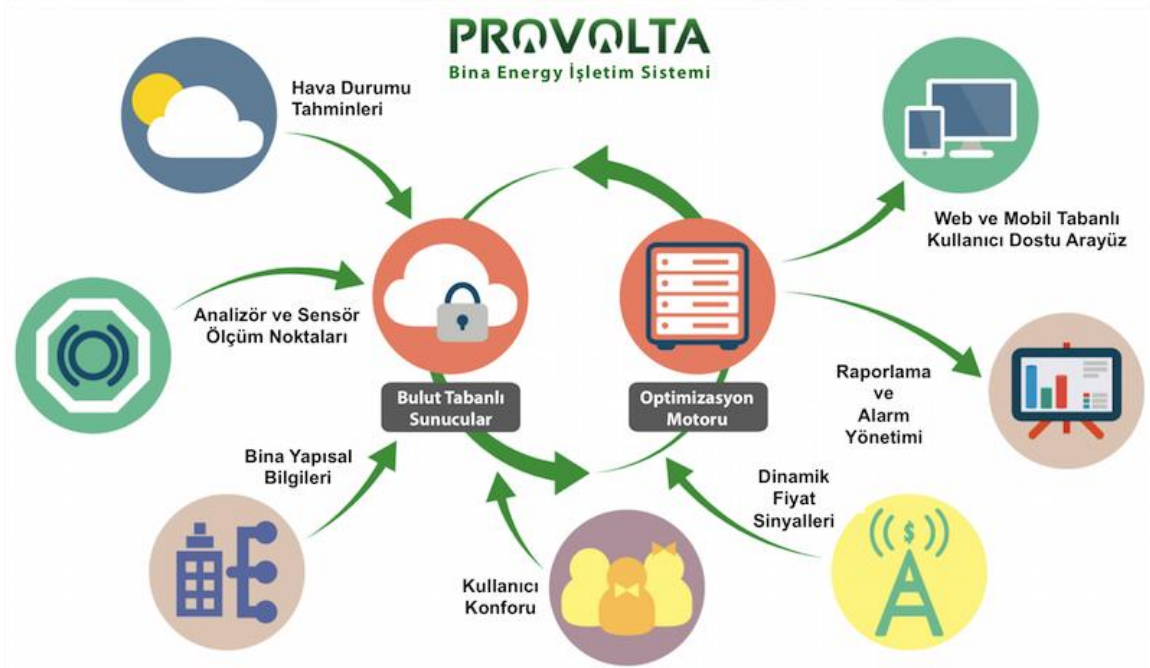 PROVOLTA
Bina Energy İşletim Sistemi
Hava Durumu
Tahminleri
Web ve Mobil Tabanlı
Kullanıcı Dostu Arayüz
Analizör ve Sensör
Ölçüm Noktaları
Bulut Tabanlı
Sunucular
Optimizasyon
Motoru
Raporlama
ve
Alarm
Yönetimi
Bina Yapısal
Bilgileri
Dinamik
Fiyat
Sinyalleri
$
Kullanıcı
Konforu